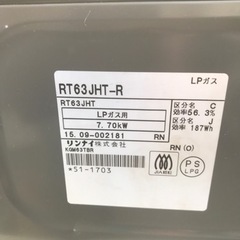 RT63JHT-R
LPガス
RT63JHT
LPガス用
7.70kW
区分名 C
効率56.3%
区分名 J
効率 187Wh
15.09-002181 RN
リンナイ株式会社
KGM63TBR
RN(O)
*51-1703
JIA
PS
LPG